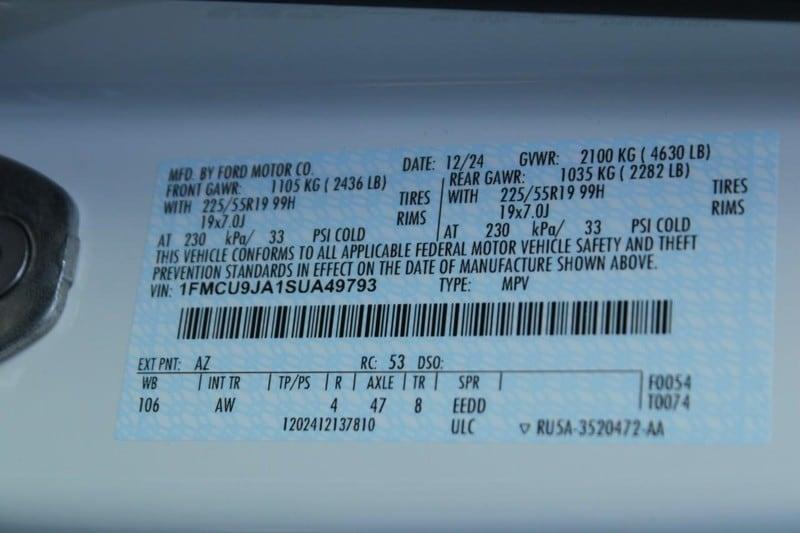 MFD. BY FORD MOTOR CO. DATE: 12/24 GVWR: 2100 KG ( 4630 LB)
FRONT GAWR: 1105 KG ( 2436 LB) REAR GAWR: 1035 KG ( 2282 LB)
WITH 225/55R19 99H TIRES WITH 225/55R19 99H TIRES
19x7.0J RIMS 19x7.0J RIMS
AT 230 kPa/ 33 PSI COLD AT 230 kPa/ 33 PSI COLD
THIS VEHICLE CONFORMS TO ALL APPLICABLE FEDERAL MOTOR VEHICLE SAFETY AND THEFT
PREVENTION STANDARDS IN EFFECT ON THE DATE OF MANUFACTURE SHOWN ABOVE.
VIN: 1FMCU9JA1SUA49793 TYPE: MPV
EXT PNT: AZ RC: 53 DSO:
WB INT TR TP/PS R AXLE TR SPR F0054
106 AW 4 47 8 EEDD T0074
1202412137810 ULC ▽ RU5A-3520472-AA